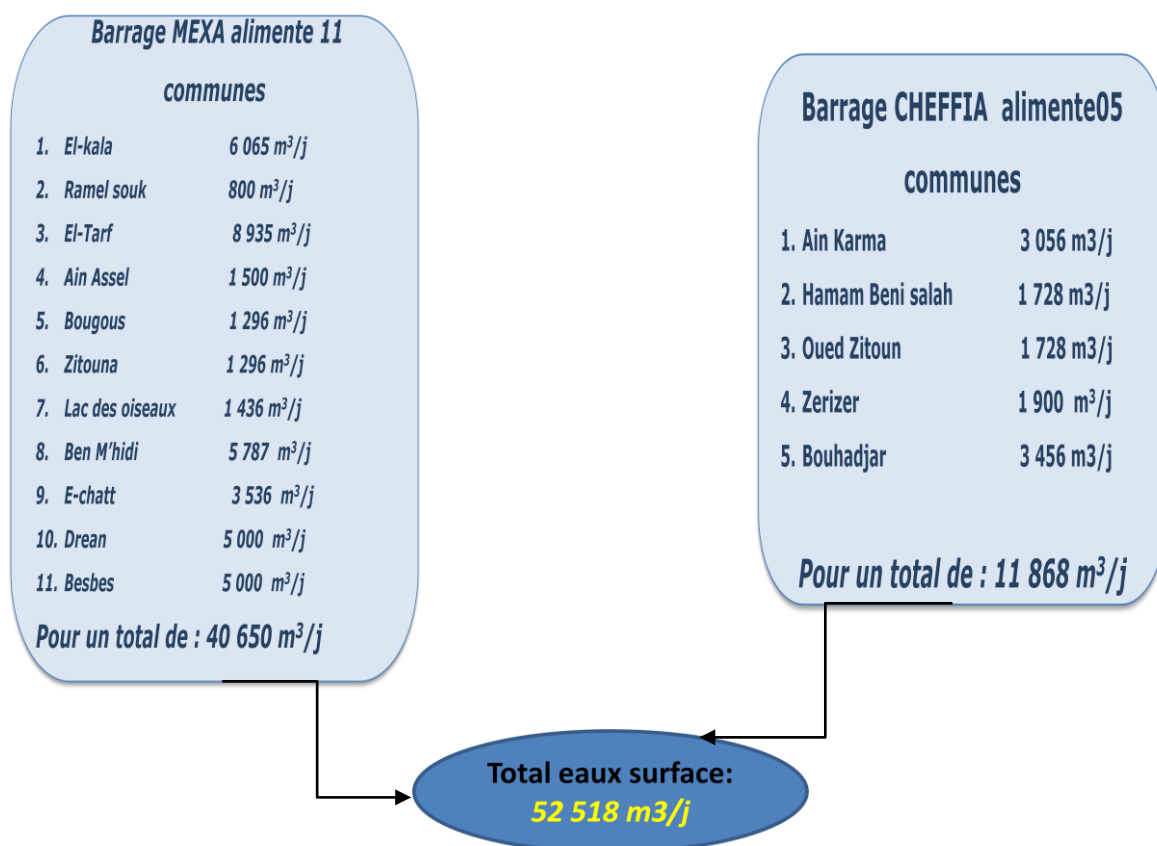 Barrage MEXA alimente 11
communes
1. El-kala 6 065 m³/j
2. Ramel souk 800 m³/j
3. El-Tarf 8 935 m³/j
4. Ain Assel 1 500 m³/j
5. Bougous 1 296 m³/j
6. Zitouna 1 296 m³/j
7. Lac des oiseaux 1 436 m³/j
8. Ben M'hidi 5 787 m³/j
9. E-chatt 3 536 m³/j
10. Drean 5 000 m³/j
11. Besbes 5 000 m³/j
Pour un total de : 40 650 m³/j
Barrage CHEFFIA alimente05
communes
1. Ain Karma 3 056 m3/j
2. Hamam Beni salah 1 728 m3/j
3. Oued Zitoun 1 728 m3/j
4. Zerizer 1 900 m³/j
5. Bouhadjar 3 456 m3/j
Pour un total de : 11 868 m³/j
Total eaux surface:
52 518 m3/j